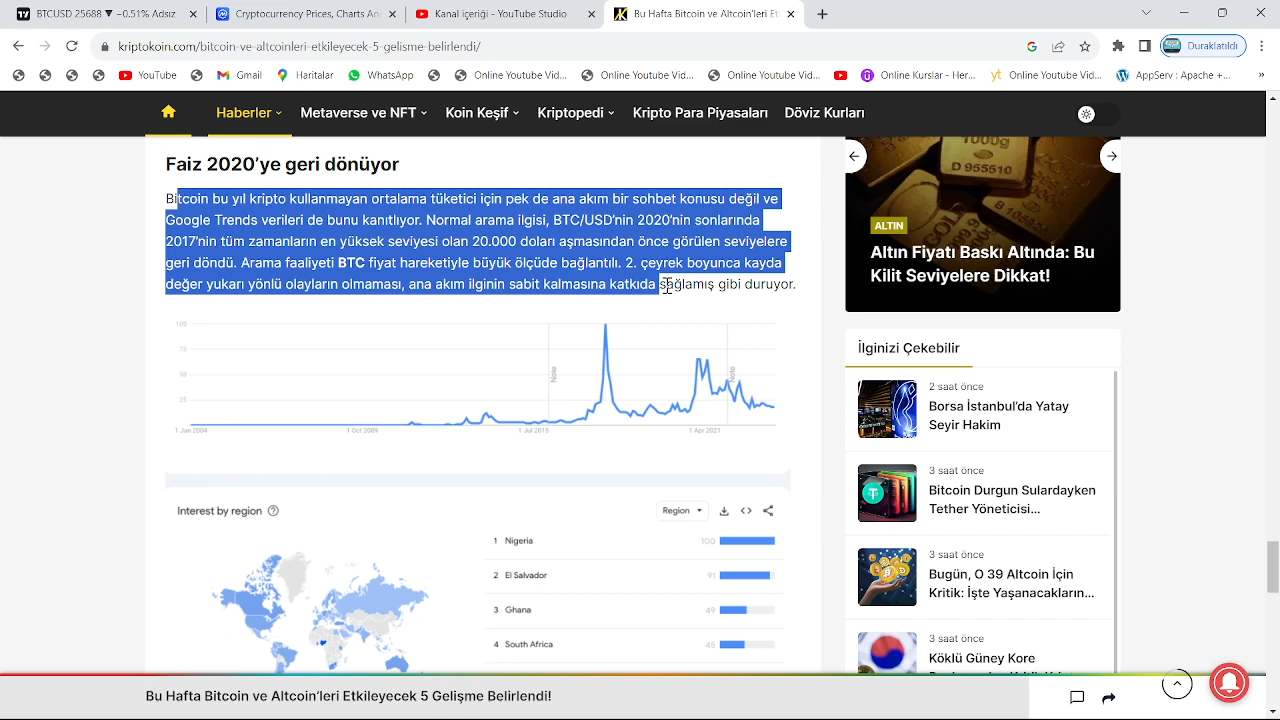 BTCUSD 25688 ▼ −0.51% Adsız
Cryptocurrency Prices, Charts A
Kanal içeriği - YouTube Studio
Bu Hafta Bitcoin ve Altcoin'leri Et
kriptokoin.com/bitcoin-ve-altcoinleri-etkileyecek-5-gelisme-belirlendi/
Duraklatıldı
YouTube
Gmail
Haritalar
WhatsApp
Online Youtube Vid...
Online Youtube Vid...
Online Youtube Vid...
Online Kurslar - Her...
Online Youtube Vid...
AppServ : Apache +...
Haberler
Metaverse ve NFT
Koin Keşif
Kriptopedi
Kripto Para Piyasaları
Döviz Kurları
Faiz 2020'ye geri dönüyor
Bitcoin bu yıl kripto kullanmayan ortalama tüketici için pek de ana akım bir sohbet konusu değil ve
Google Trends verileri de bunu kanıtlıyor. Normal arama ilgisi, BTC/USD'nin 2020'nin sonlarında
2017'nin tüm zamanların en yüksek seviyesi olan 20.000 doları aşmasından önce görülen seviyelere
geri döndü. Arama faaliyeti BTC fiyat hareketiyle büyük ölçüde bağlantılı. 2. çeyrek boyunca kayda
değer yukarı yönlü olayların olmaması, ana akım ilginin sabit kalmasına katkıda sağlamış gibi duruyor.
100
75
50
25
Note
Note
1 Jan 2004
1 Oct 2009
1 Jul 2015
1 Apr 2021
Interest by region
Region
1 Nigeria 100
2 El Salvador 91
3 Ghana 49
4 South Africa 45
1000g
D 955510
ALTIN
Altın Fiyatı Baskı Altında: Bu
Kilit Seviyelere Dikkat!
İlginizi Çekebilir
2 saat önce
Borsa İstanbul'da Yatay
Seyir Hakim
3 saat önce
Bitcoin Durgun Sulardayken
Tether Yöneticisi...
3 saat önce
Bugün, O 39 Altcoin İçin
Kritik: İşte Yaşanacakların...
3 saat önce
Köklü Güney Kore
Bu Hafta Bitcoin ve Altcoin'leri Etkileyecek 5 Gelişme Belirlendi!